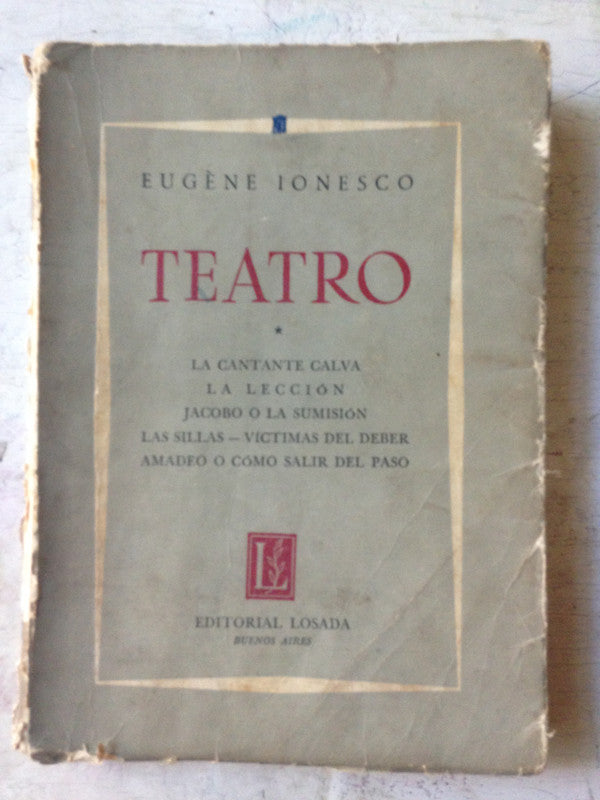 EUGÈNE IONESCO
TEATRO
*
LA CANTANTE CALVA
LA LECCIÓN
JACOBO O LA SUMISIÓN
LAS SILLAS — VÍCTIMAS DEL DEBER
AMADEO O CÓMO SALIR DEL PASO
L
EDITORIAL LOSADA
BUENOS AIRES